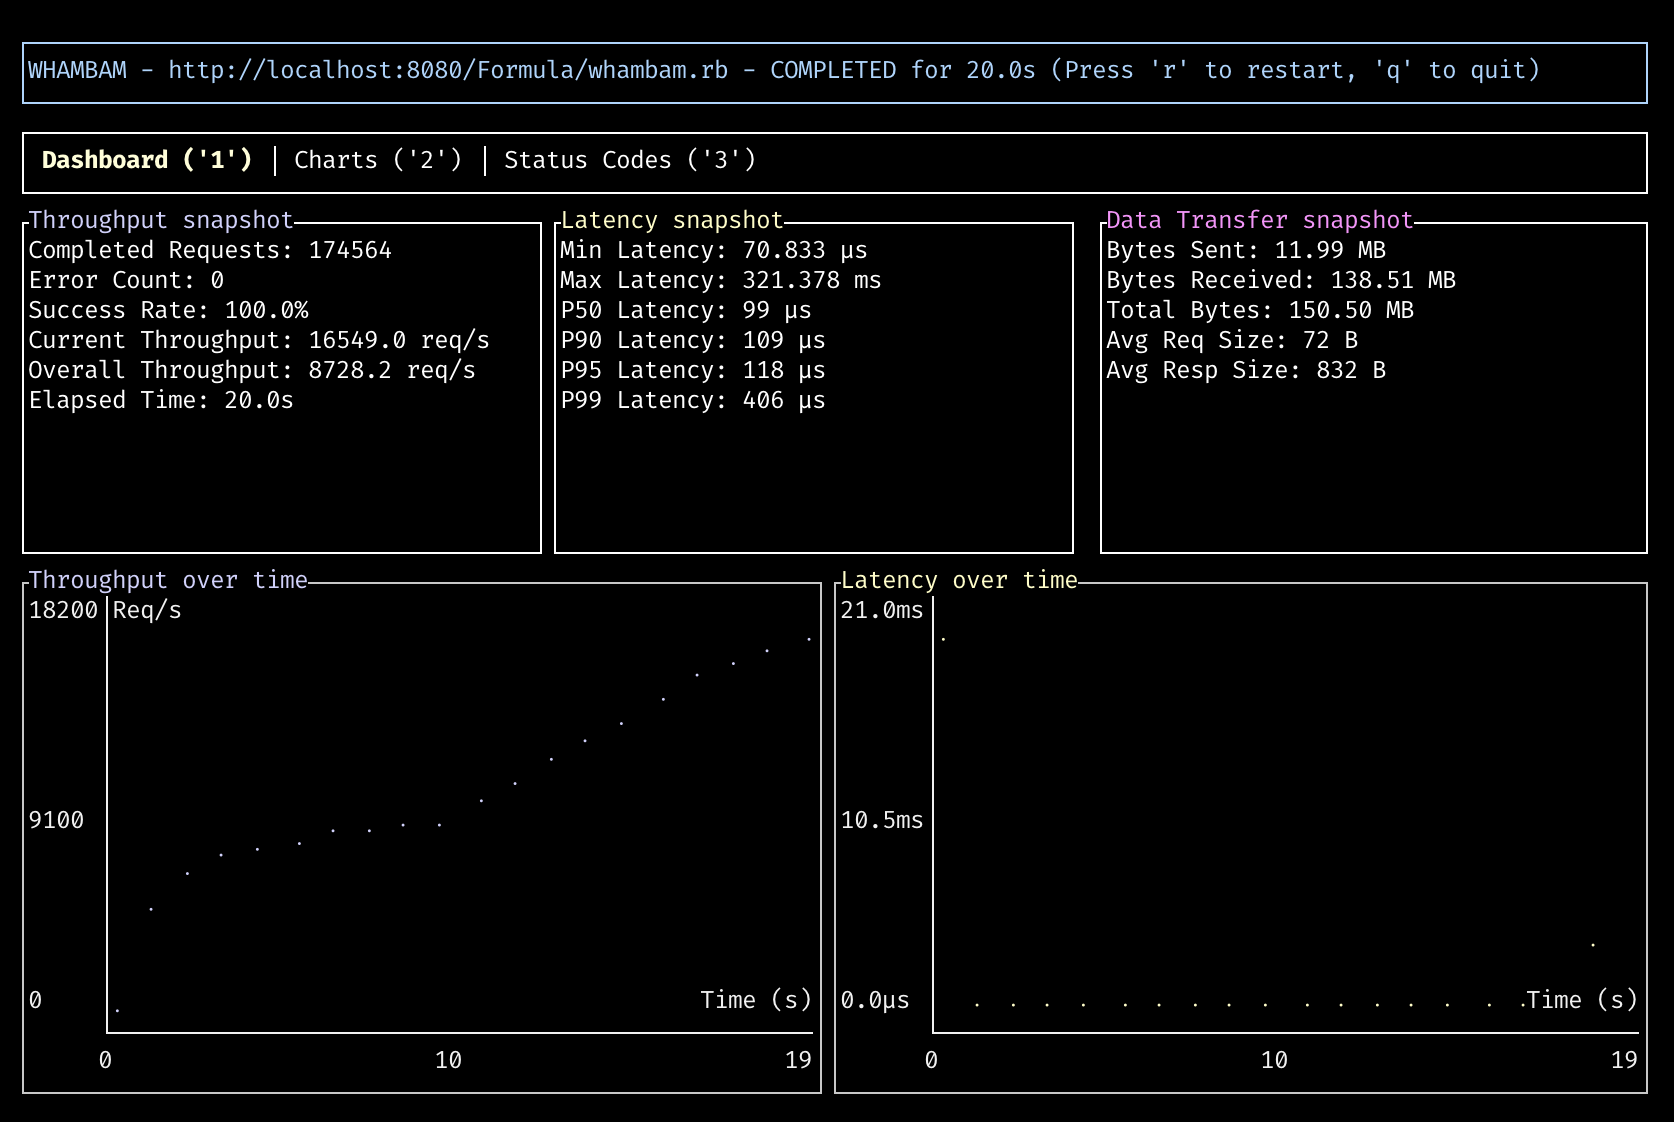 WHAMBAM - http://localhost:8080/Formula/whambam.rb - COMPLETED for 20.0s (Press 'r' to restart, 'q' to quit)
Dashboard ('1') │ Charts ('2') │ Status Codes ('3')
Throughput snapshot
Completed Requests: 174564
Error Count: 0
Success Rate: 100.0%
Current Throughput: 16549.0 req/s
Overall Throughput: 8728.2 req/s
Elapsed Time: 20.0s
Latency snapshot
Min Latency: 70.833 µs
Max Latency: 321.378 ms
P50 Latency: 99 µs
P90 Latency: 109 µs
P95 Latency: 118 µs
P99 Latency: 406 µs
Data Transfer snapshot
Bytes Sent: 11.99 MB
Bytes Received: 138.51 MB
Total Bytes: 150.50 MB
Avg Req Size: 72 B
Avg Resp Size: 832 B
Throughput over time
18200 Req/s
9100
0 Time (s)
0 10 19
Latency over time
21.0ms
10.5ms
0.0µs Time (s)
0 10 19